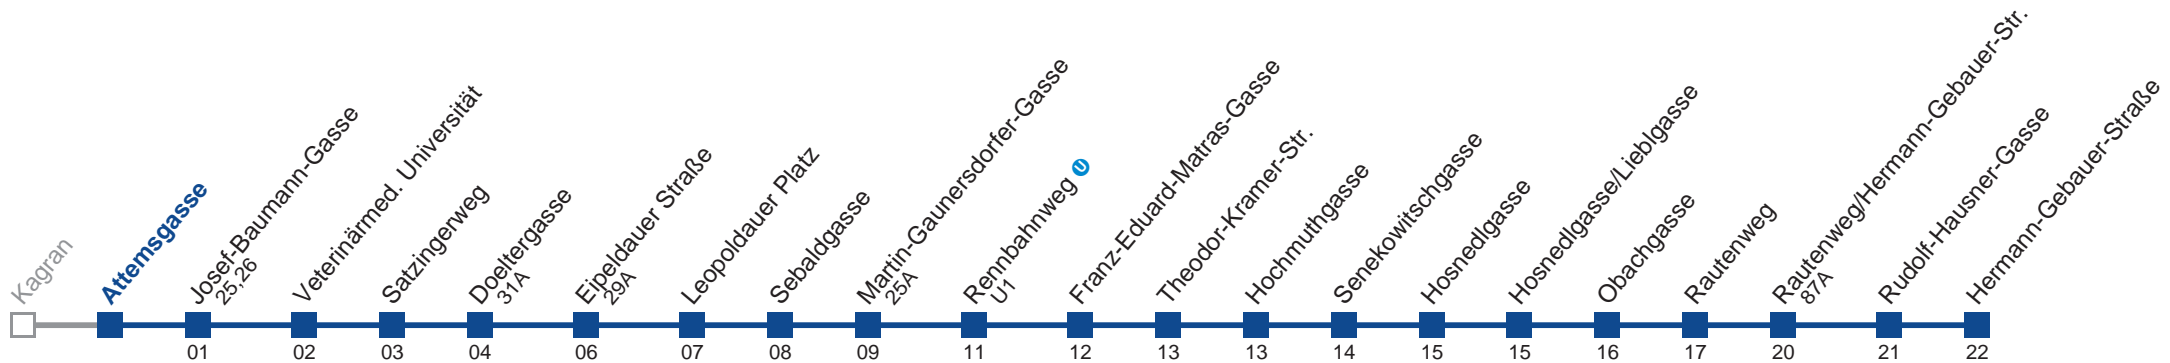 Kagran
Attemsgasse
Josef-Baumann-Gasse
25,26
Veterinärmed. Universität
Satzingerweg
Doeltergasse
31A
Eipeldauer Straße
29A
Leopoldauer Platz
Sebaldgasse
Martin-Gaunersdorfer-Gasse
25A
Rennbahnweg U
U1
Franz-Eduard-Matras-Gasse
Theodor-Kramer-Str.
Hochmuthgasse
Senekowitschgasse
Hosnedlgasse
Hosnedlgasse/Lieblgasse
Obachgasse
Rautenweg
Rautenweg/Hermann-Gebauer-Str.
87A
Rudolf-Hausner-Gasse
Hermann-Gebauer-Straße
01 02 03 04 06 07 08 09 11 12 13 13 14 15 15 16 17 20 21 22